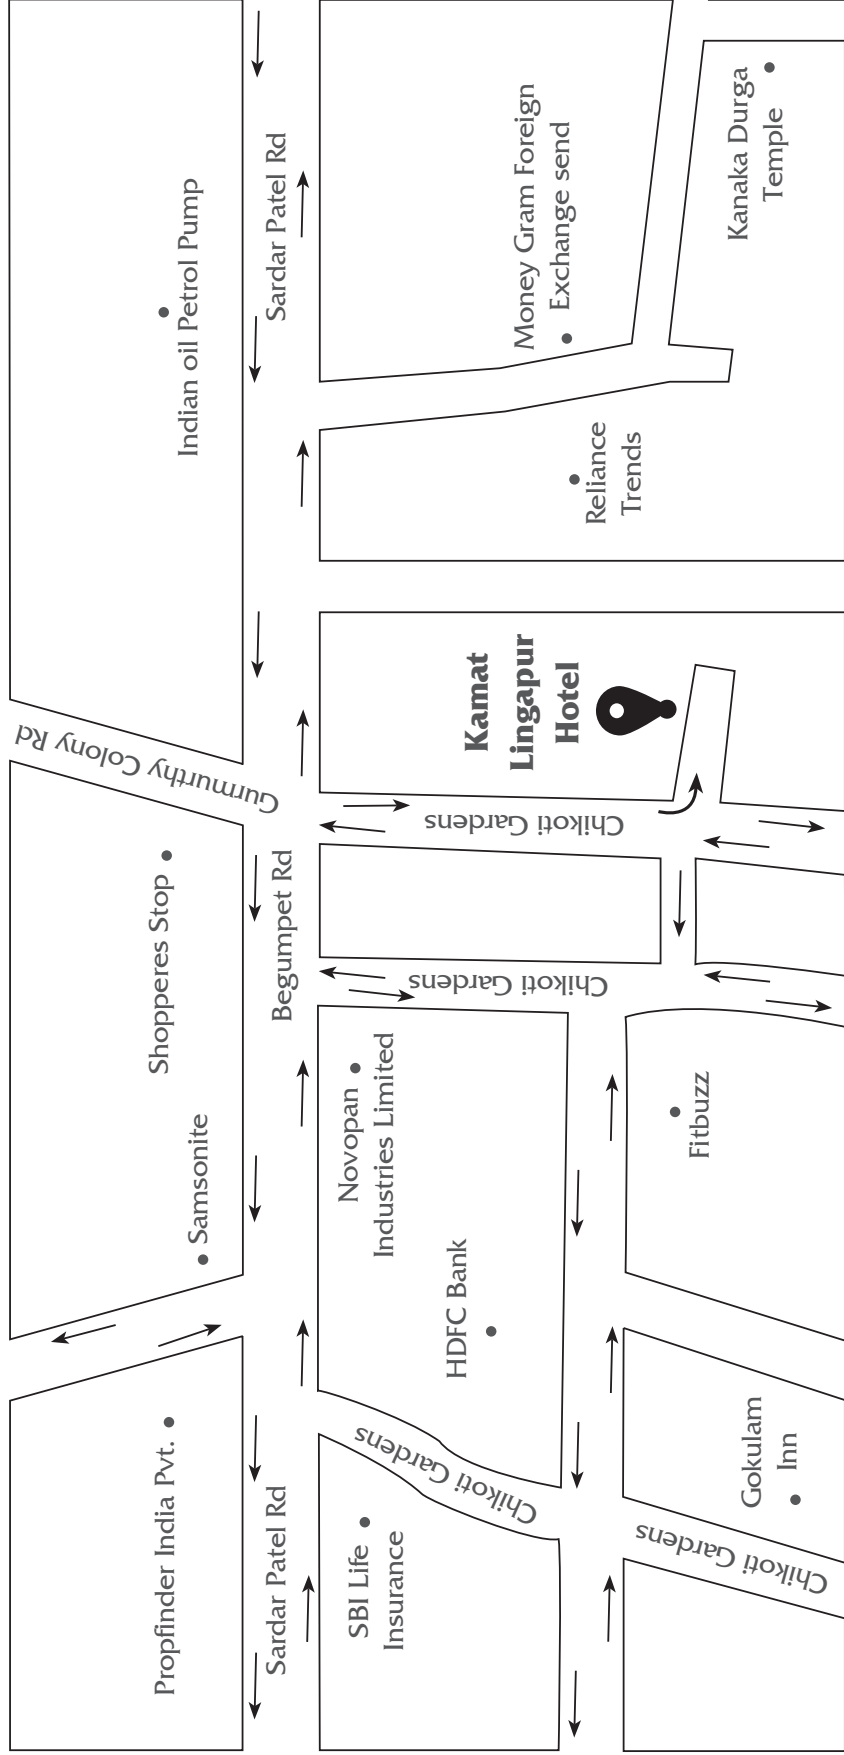 Propfinder India Pvt.
Samsonite
Shopperes Stop
Gurmurthy Colony Rd
Indian oil Petrol Pump
Sardar Patel Rd
Begumpet Rd
Sardar Patel Rd
SBI Life
Insurance
Chikoti Gardens
HDFC Bank
Novopan
Industries Limited
Chikoti Gardens
Chikoti Gardens
Kamat
Lingapur
Hotel
Reliance
Trends
Money Gram Foreign
Exchange send
Chikoti Gardens
Gokulam
Inn
Fitbuzz
Kanaka Durga
Temple